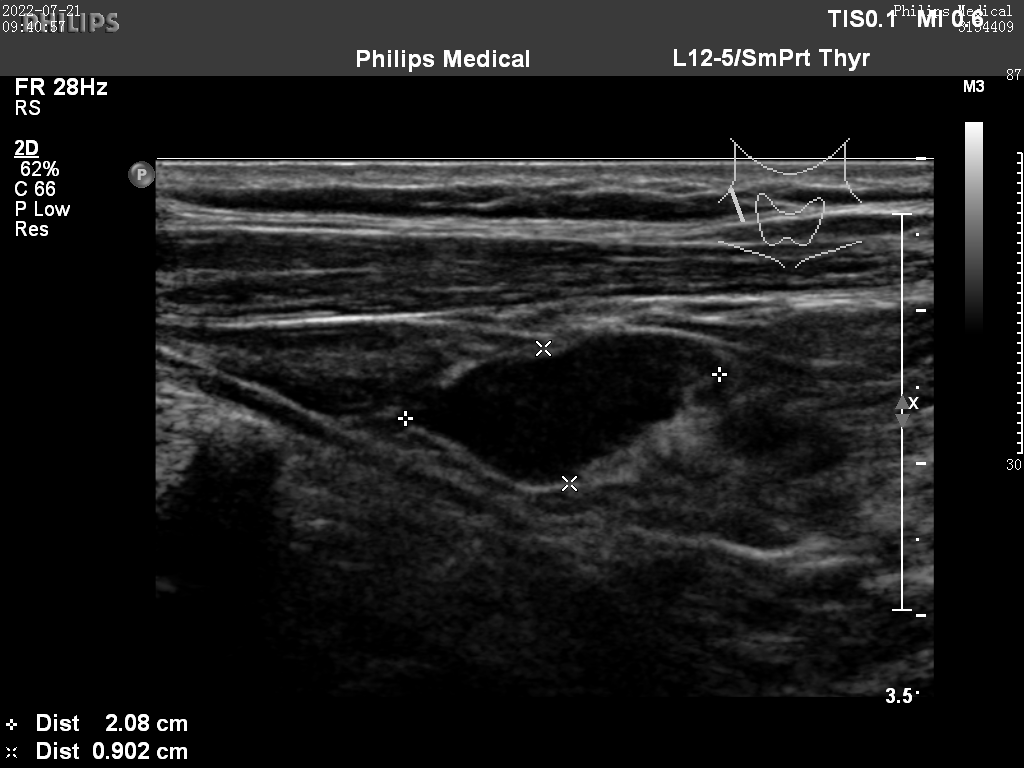 2022-07-21
09:40:57
PHILIPS
TIS0.1 MI 0.6
Philips Medical
Philips Medical
L12-5/SmPrt Thyr
FR 28Hz
RS
2D
62%
C 66
P Low
Res
P
M3
87
X
30
3.5
Dist 2.08 cm
Dist 0.902 cm